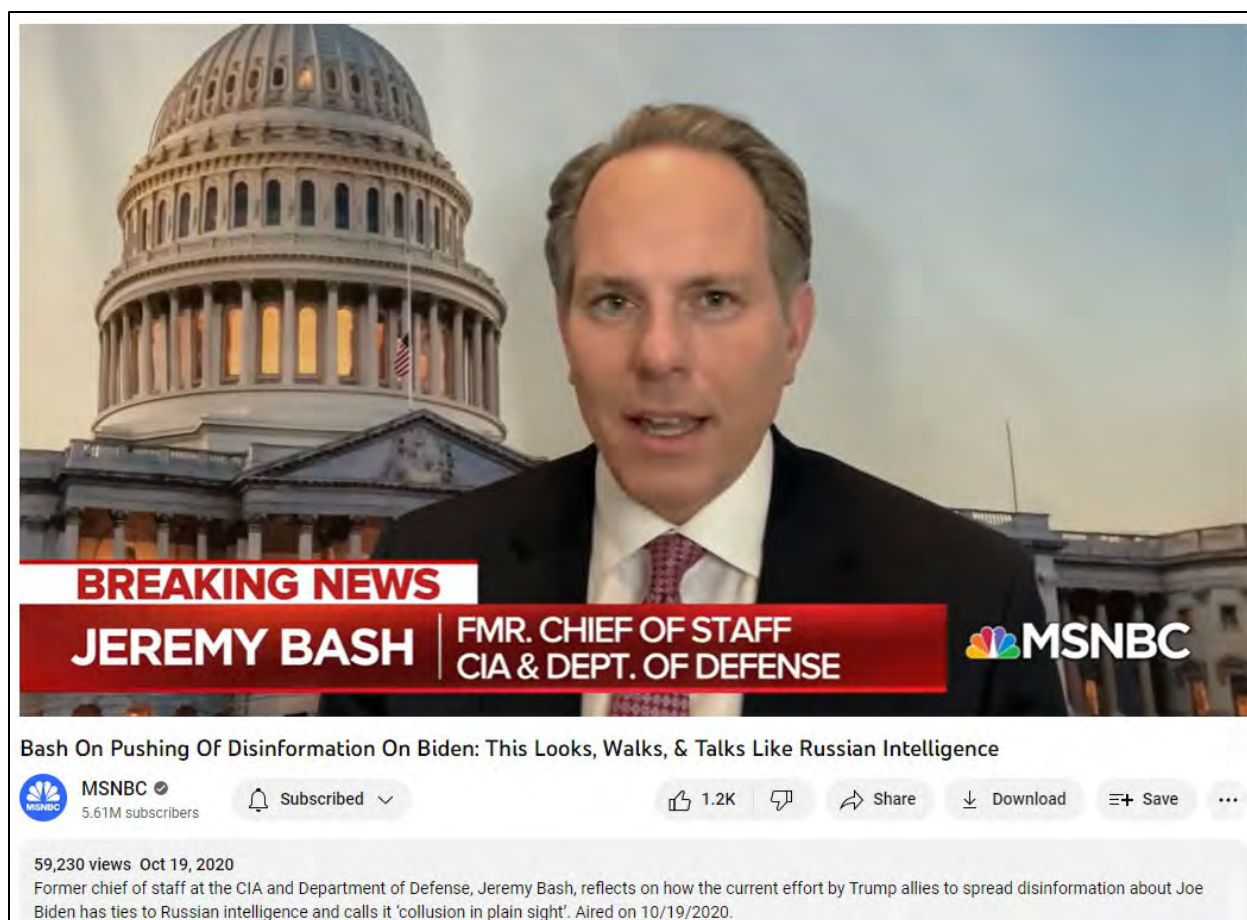 BREAKING NEWS
JEREMY BASH
FMR. CHIEF OF STAFF
CIA & DEPT. OF DEFENSE
MSNBC
Bash On Pushing Of Disinformation On Biden: This Looks, Walks, & Talks Like Russian Intelligence
MSNBC
MSNBC
5.61M subscribers
Subscribed
1.2K
Share
Download
Save
59,230 views Oct 19, 2020
Former chief of staff at the CIA and Department of Defense, Jeremy Bash, reflects on how the current effort by Trump allies to spread disinformation about Joe
Biden has ties to Russian intelligence and calls it ‘collusion in plain sight’. Aired on 10/19/2020.